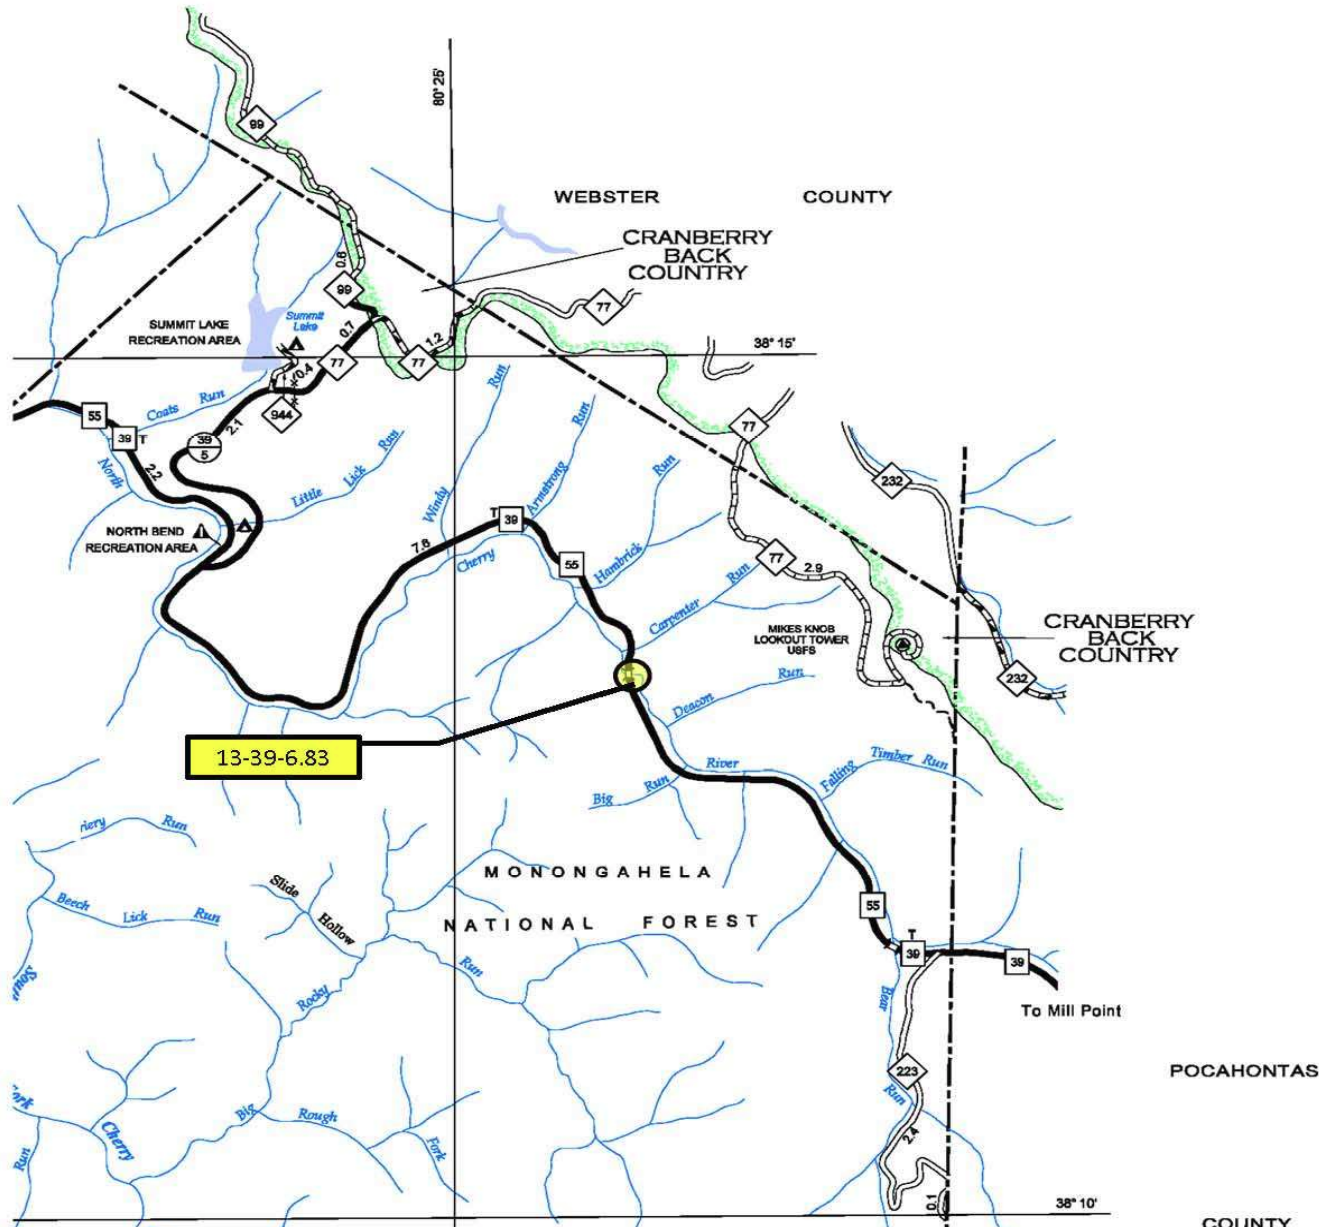 80° 25'
99
WEBSTER COUNTY
CRANBERRY
BACK
COUNTRY
0.6
99
77
SUMMIT LAKE
RECREATION AREA
Summit
Lake
0.7
1.2
38° 15'
77
77
0.4
944
Coats Run
55
39 T
2.1
39
5
2.2
North
Little Lick Run
Windy Run
Armstrong Run
Run
77
232
NORTH BEND
RECREATION AREA
T 39
7.6
Cherry
55
Hambrick
77
2.9
Carpenter Run
MIKES KNOB
LOOKOUT TOWER
USFS
CRANBERRY
BACK
COUNTRY
232
Deacon Run
13-39-6.83
River
Falling Timber Run
Big Run
Run
MONONGAHELA
Slide
Hollow
Beech Lick Run
NATIONAL FOREST
55
T
39
39
Run
Rocky
Bear
To Mill Point
POCAHONTAS
223
Run
Big Rough
Fork
Cherry
Run
2.4
0.1
38° 10'
COUNTY